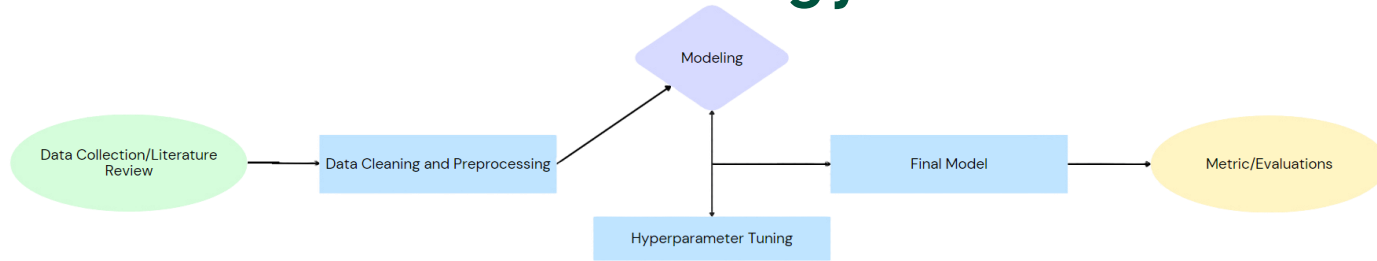 Modeling
Data Collection/Literature
Review
Data Cleaning and Preprocessing
Final Model
Metric/Evaluations
Hyperparameter Tuning